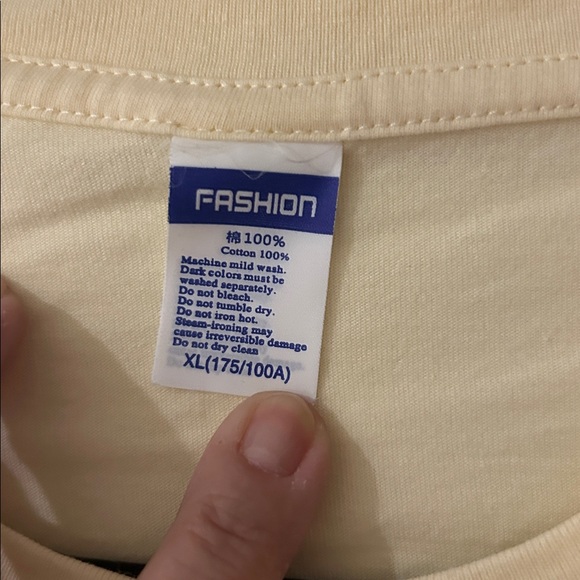 FASHION
棉100%
Cotton 100%
Machine mild wash.
Dark colors must be
washed separately.
Do not bleach.
Do not tumble dry.
Do not iron hot.
Steam-ironing may
cause irreversible damage
Do not dry clean
XL(175/100A)